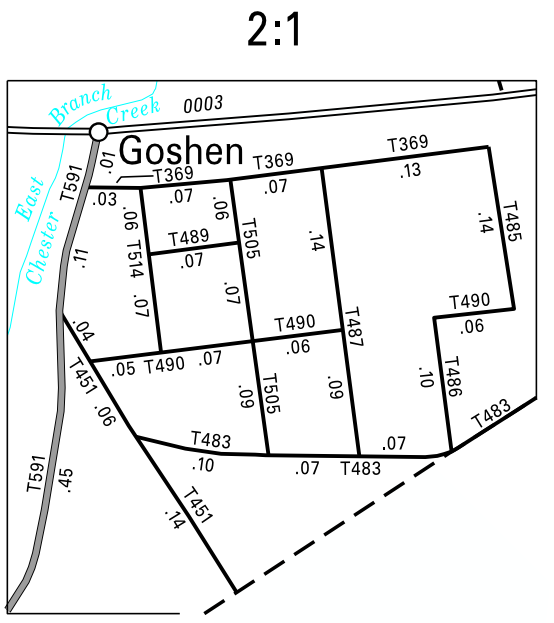 2:1
Branch
Creek
0003
East
Chester
Goshen
.01
T591
T369
T369
T369
.03
.07
.07
.13
.06
.06
T489
.07
T514
T505
.11
.14
.14
T485
.07
.07
T490
.06
.04
T490
.06
T487
.05
T490
.07
T451
.06
.09
T505
.09
.10
T486
T483
T483
.10
.07
T483
.07
T591
.45
.14
T451